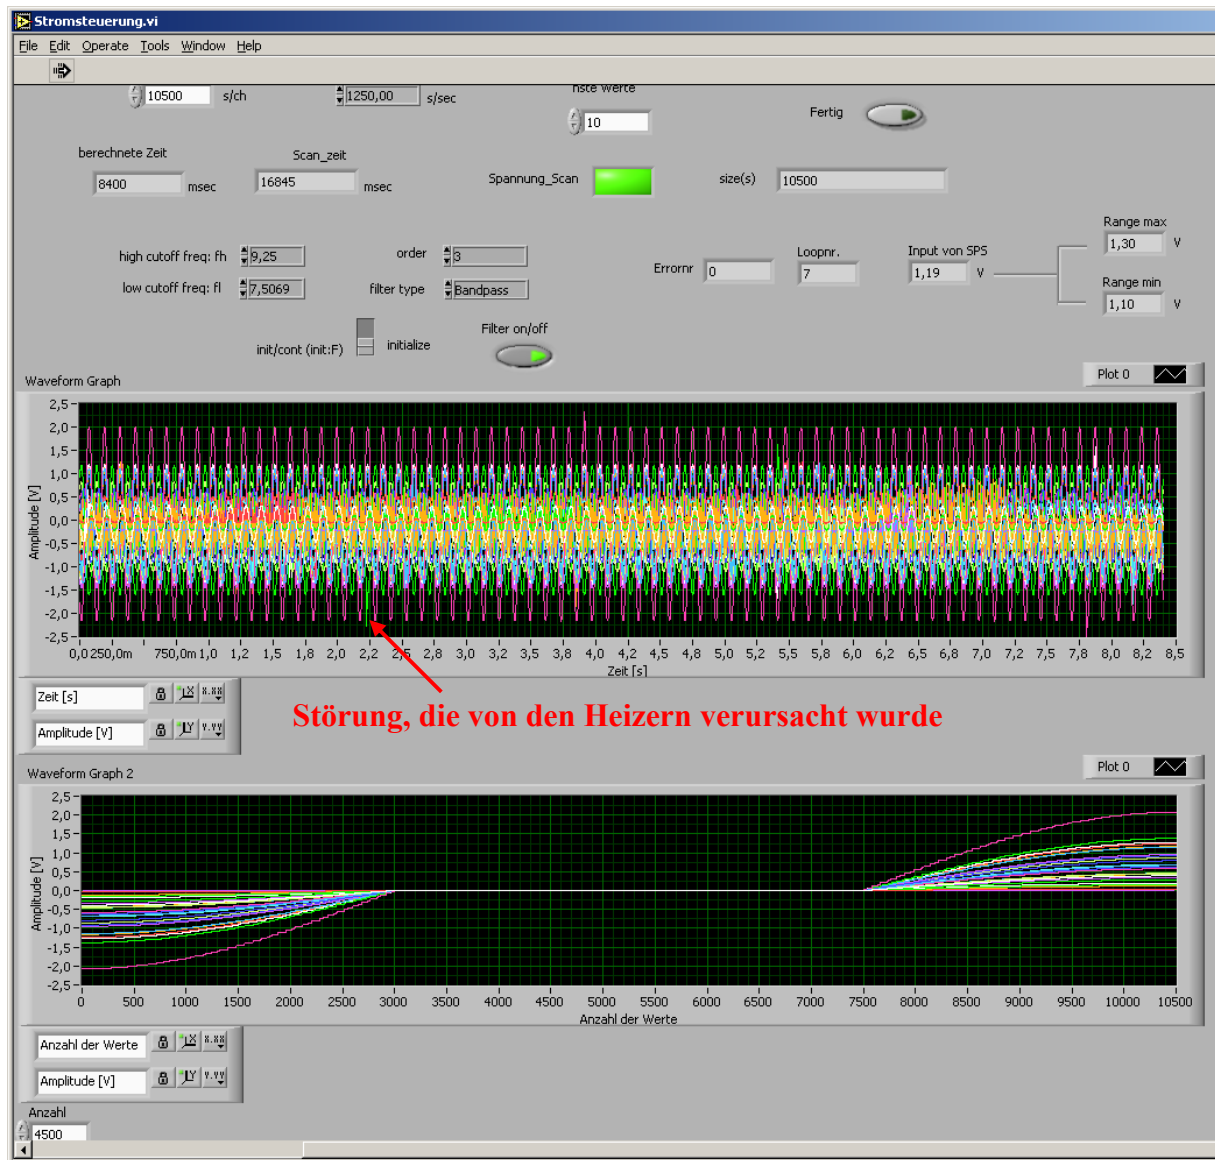 Stromsteuerung.vi
File Edit Operate Tools Window Help
nste Werte
10500 s/ch 1250,00 s/sec
10
Fertig
berechnete Zeit
8400 msec
Scan_zeit
16845 msec
Spannung_Scan
size(s) 10500
Range max
1,30 V
high cutoff freq: fh 9,25
order 3
Errornr 0
Loopnr.
7
Input von SPS
1,19 V
low cutoff freq: fl 7,5069
filter type Bandpass
Range min
1,10 V
init/cont (init:F) initialize
Filter on/off
Waveform Graph
Plot 0
2,5
2,0
1,5
1,0
0,5
0,0
-0,5
-1,0
-1,5
-2,0
-2,5
Amplitude [V]
0,0 250,0m 750,0m 1,0 1,2 1,5 1,8 2,0 2,2 2,5 2,8 3,0 3,2 3,5 3,8 4,0 4,2 4,5 4,8 5,0 5,2 5,5 5,8 6,0 6,2 6,5 6,8 7,0 7,2 7,5 7,8 8,0 8,2 8,5
Zeit [s]
Zeit [s] X X.XX
Amplitude [V] Y Y.YY
Störung, die von den Heizern verursacht wurde
Waveform Graph 2
Plot 0
2,5
2,0
1,5
1,0
0,5
0,0
-0,5
-1,0
-1,5
-2,0
-2,5
Amplitude [V]
0 500 1000 1500 2000 2500 3000 3500 4000 4500 5000 5500 6000 6500 7000 7500 8000 8500 9000 9500 10000 10500
Anzahl der Werte
Anzahl der Werte X X.XX
Amplitude [V] Y Y.YY
Anzahl
4500